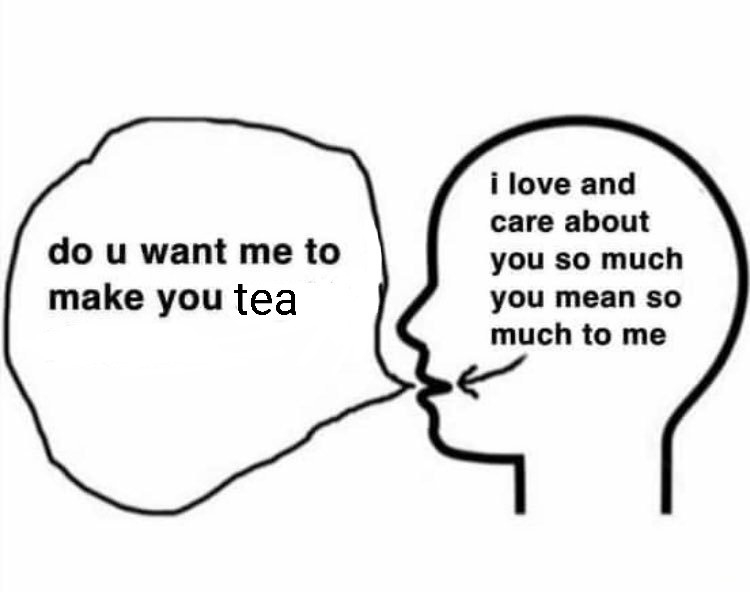 do u want me to
make you tea
i love and
care about
you so much
you mean so
much to me